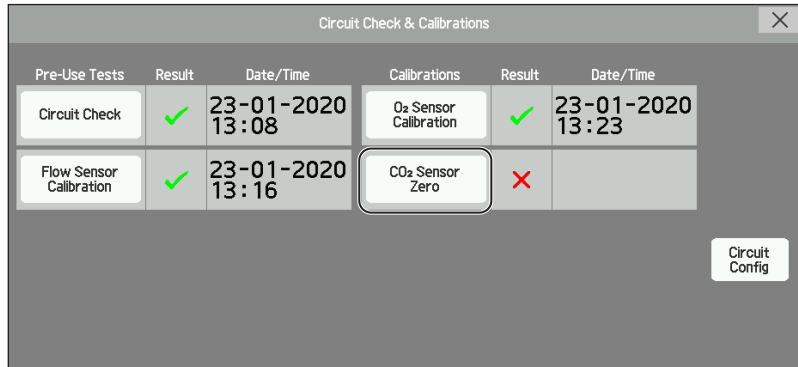 Circuit Check & Calibrations
Pre-Use Tests Result Date/Time Calibrations Result Date/Time
Circuit Check
23-01-2020
13:08
O₂ Sensor
Calibration
23-01-2020
13:23
Flow Sensor
Calibration
23-01-2020
13:16
CO₂ Sensor
Zero
Circuit
Config